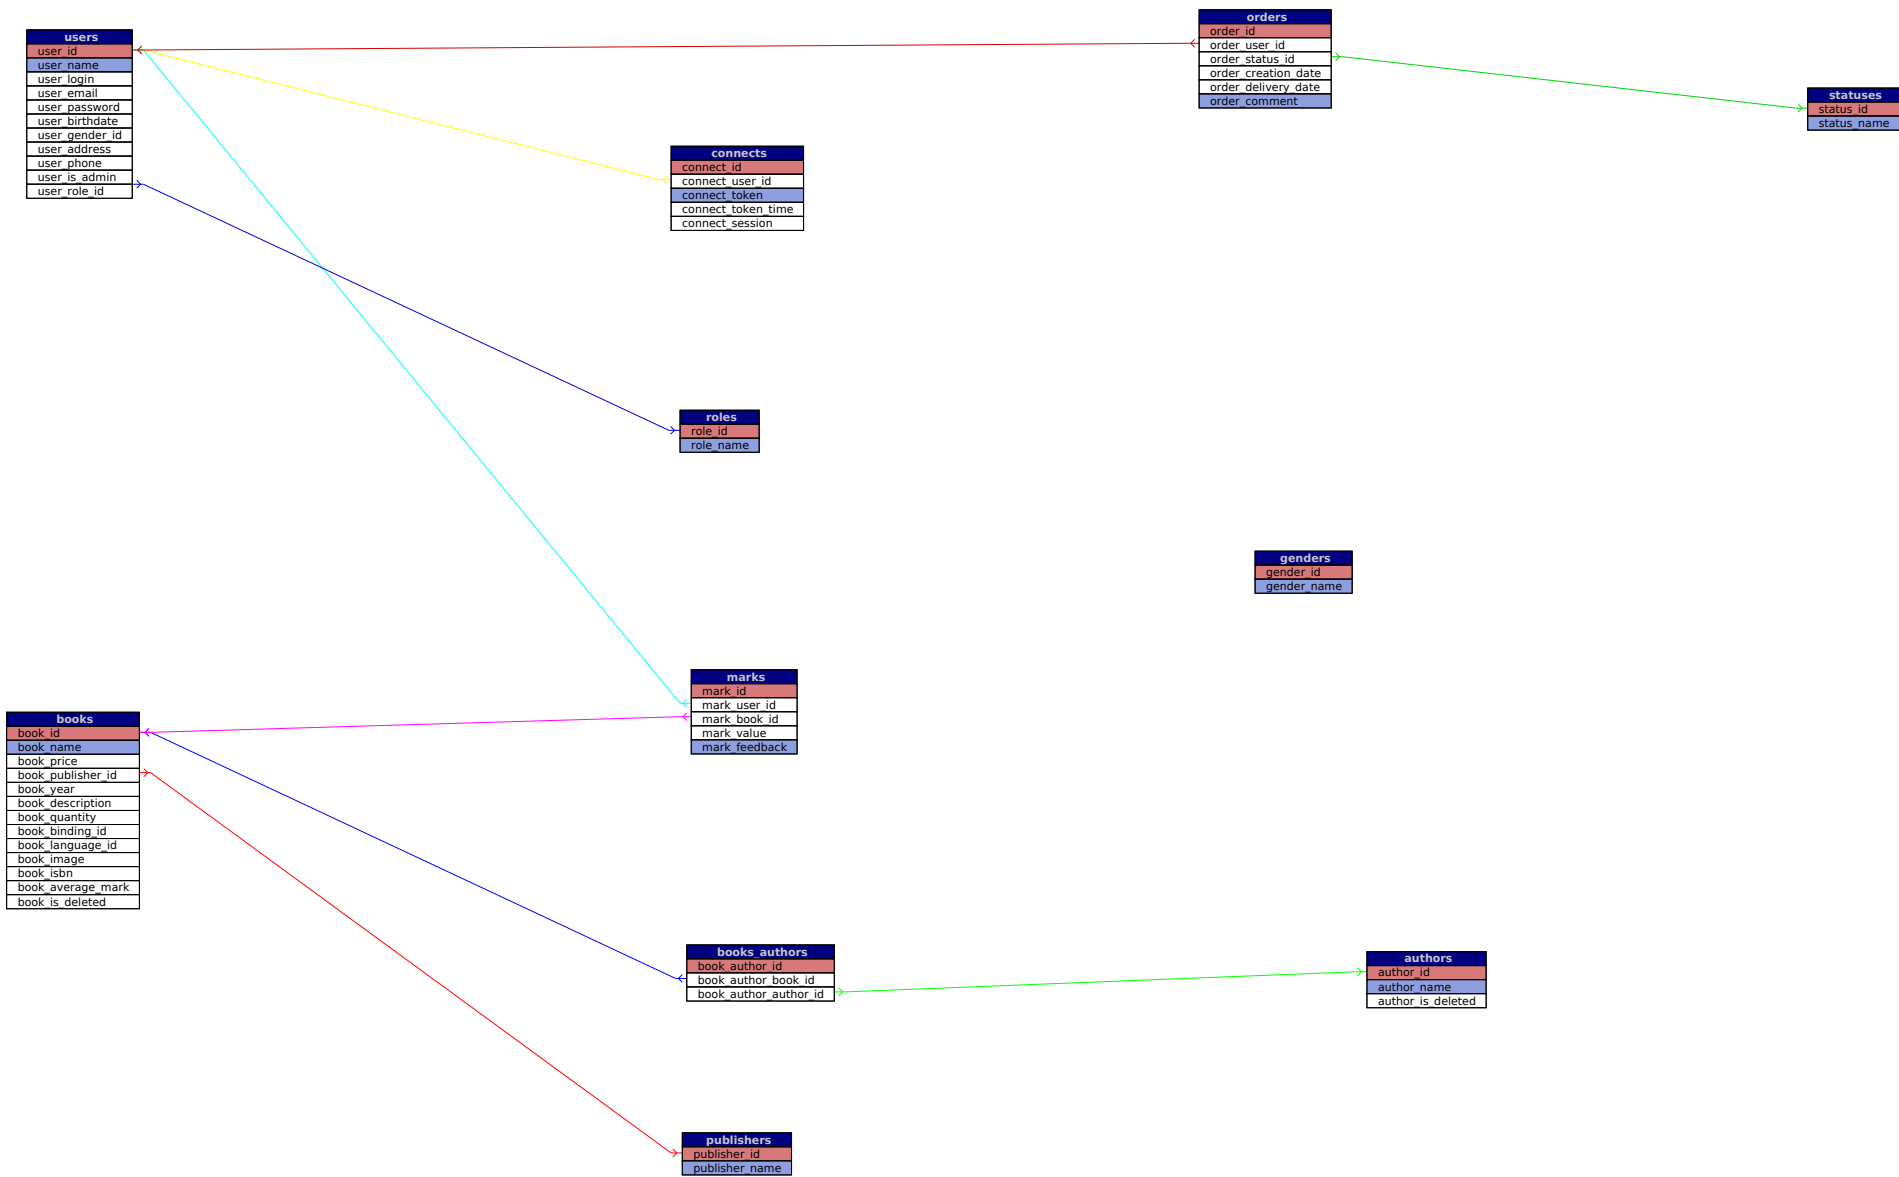 users
user_id
user_name
user_login
user_email
user_password
user_birthdate
user_gender_id
user_address
user_phone
user_is_admin
user_role_id
orders
order_id
order_user_id
order_status_id
order_creation_date
order_delivery_date
order_comment
statuses
status_id
status_name
connects
connect_id
connect_user_id
connect_token
connect_token_time
connect_session
roles
role_id
role_name
genders
gender_id
gender_name
marks
mark_id
mark_user_id
mark_book_id
mark_value
mark_feedback
books
book_id
book_name
book_price
book_publisher_id
book_year
book_description
book_quantity
book_binding_id
book_language_id
book_image
book_isbn
book_average_mark
book_is_deleted
books_authors
book_author_id
book_author_book_id
book_author_author_id
authors
author_id
author_name
author_is_deleted
publishers
publisher_id
publisher_name